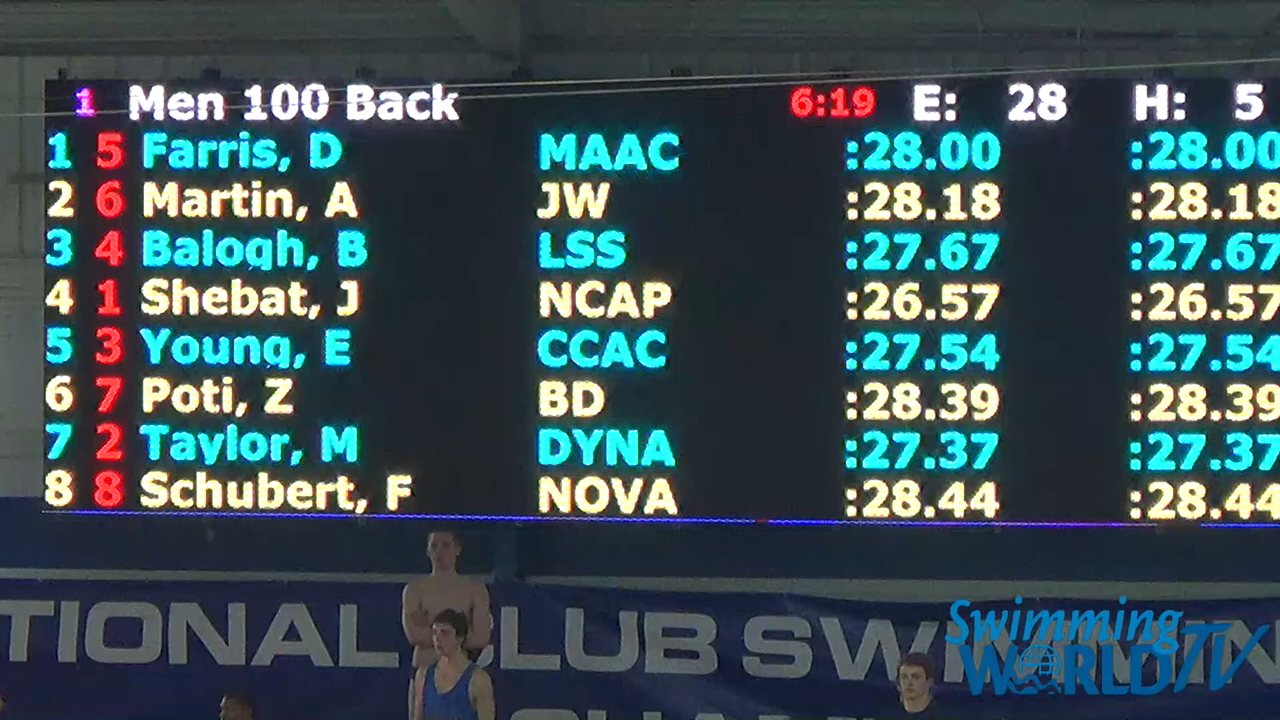 1 Men 100 Back 6:19 E: 28 H: 5
1 5 Farris, D MAAC :28.00 :28.00
2 6 Martin, A JW :28.18 :28.18
3 4 Balogh, B LSS :27.67 :27.67
4 1 Shebat, J NCAP :26.57 :26.57
5 3 Young, E CCAC :27.54 :27.54
6 7 Poti, Z BD :28.39 :28.39
7 2 Taylor, M DYNA :27.37 :27.37
8 8 Schubert, F NOVA :28.44 :28.44
TIONAL CLUB SW
Swimming
WORLD TV